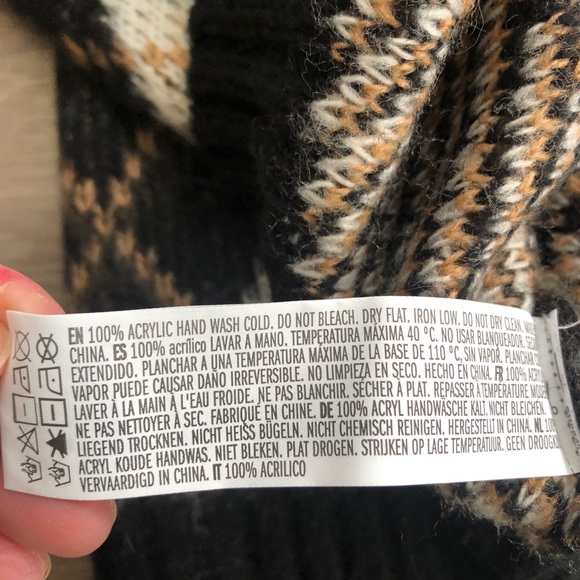 EN 100% ACRYLIC HAND WASH COLD. DO NOT BLEACH. DRY FLAT. IRON LOW. DO NOT DRY CLEAN.
CHINA. ES 100% acrílico LAVAR A MANO, TEMPERATURA MÁXIMA 40 °C. NO USAR BLANQUEADOR.
EXTENDIDO. PLANCHAR A UNA TEMPERATURA MÁXIMA DE LA BASE DE 110 °C, SIN VAPOR. PLANCHAR
VAPOR PUEDE CAUSAR DAÑO IRREVERSIBLE. NO LIMPIEZA EN SECO. HECHO EN CHINA. FR 100%
LAVER À LA MAIN À L'EAU FROIDE. NE PAS BLANCHIR. SÉCHER À PLAT. REPASSER À TEMPÉRATURE
NE PAS NETTOYER À SEC. FABRIQUÉ EN CHINE. DE 100% ACRYL HANDWÄSCHE KALT. NICHT BLEICHEN.
LIEGEND TROCKNEN. NICHT HEISS BÜGELN. NICHT CHEMISCH REINIGEN. HERGESTELLT IN CHINA. NL
ACRYL KOUDE HANDWAS. NIET BLEKEN. PLAT DROGEN. STRIJKEN OP LAGE TEMPERATUUR. GEEN
VERVAARDIGD IN CHINA. IT 100% ACRILICO